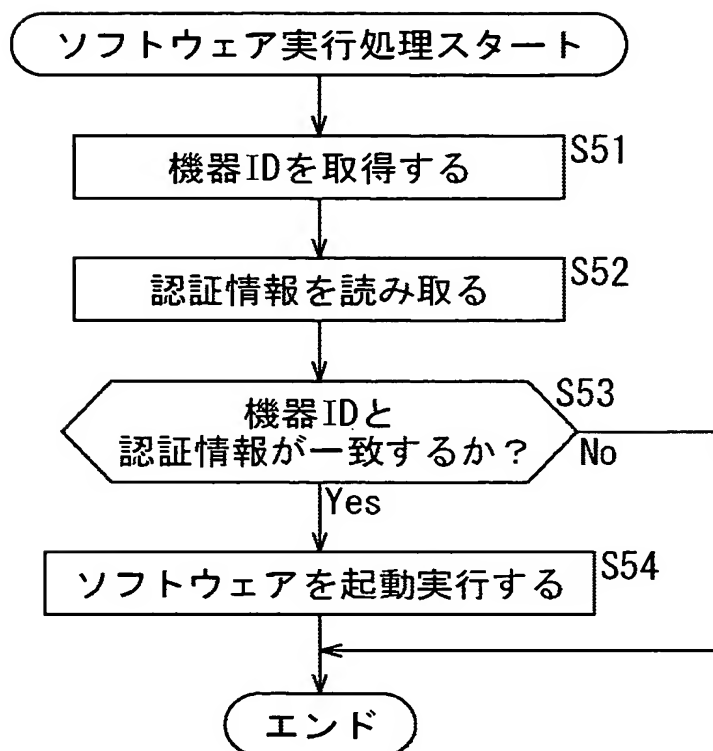 ソフトウェア実行処理スタート
S51
機器IDを取得する
S52
認証情報を読み取る
S53
機器IDと
認証情報が一致するか？
No
Yes
S54
ソフトウェアを起動実行する
エンド